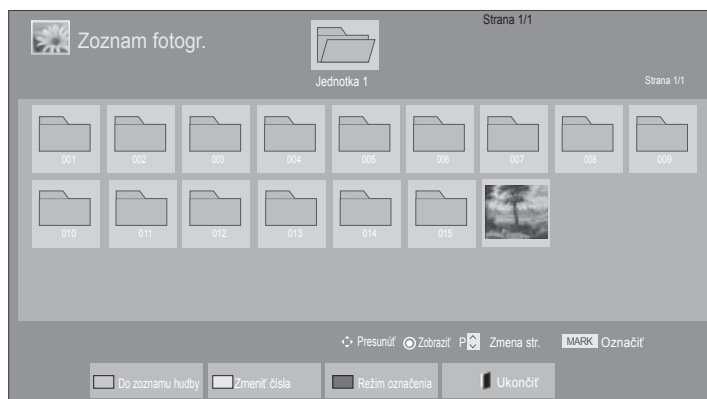 Strana 1/1
Zoznam fotogr.
Jednotka 1
Strana 1/1
001 002 003 004 005 006 007 008 009
010 011 012 013 014 015
Presunúť Zobraziť P Zmena str. MARK Označiť
Do zoznamu hudby Zmeniť čísla Režim označenia Ukončiť